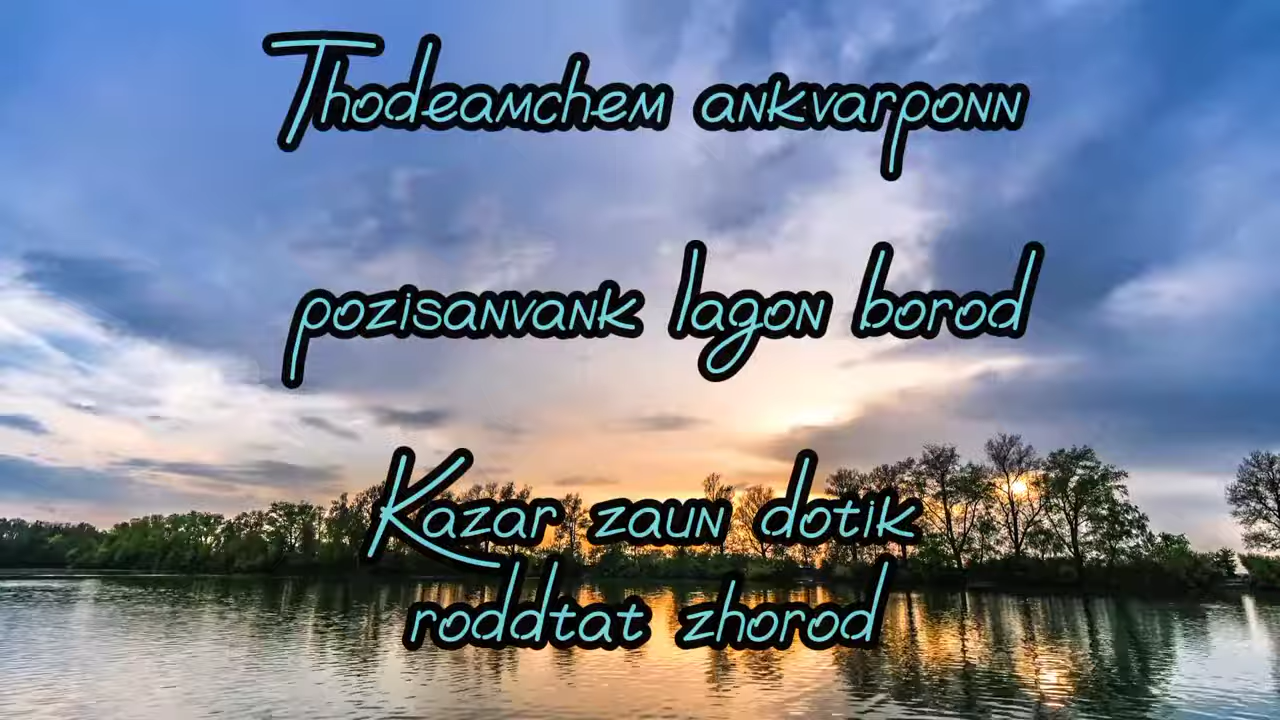 Thodeamchem ankvarponn
pozisanvank lagon borod
Kazar zaun dotik
roddtat zhorod